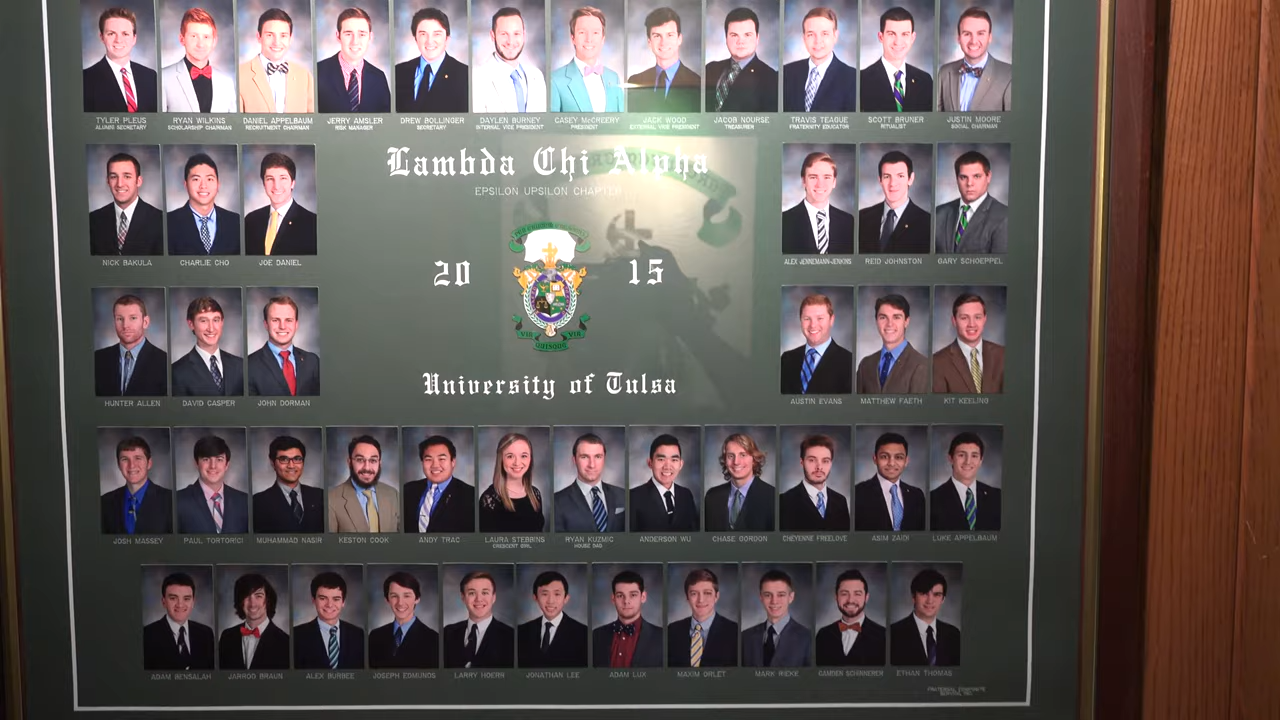 TYLER PLEUS RYAN WILKINS DANIEL APPELBAUM JERRY AMSLER DREW BOLLINGER DAYLEN BURNEY CASEY McCREERY JACK WOOD JACOB NOURSE TRAVIS TEAGUE SCOTT BRUNER JUSTIN MOORE
ALUMNI SECRETARY SCHOLARSHIP CHAIRMAN RECRUITMENT CHAIRMAN RISK MANAGER SECRETARY INTERNAL VICE PRESIDENT PRESIDENT EXTERNAL VICE PRESIDENT TREASURER FRATERNITY EDUCATOR RITUALIST SOCIAL CHAIRMAN
Lambda Chi Alpha
EPSILON UPSILON CHAPTER
NICK BAKULA CHARLIE CHO JOE DANIEL ALEX JENNEMANN-JENKINS REID JOHNSTON GARY SCHOEPPEL
20 15
VIR QUISQUE VIR
University of Tulsa
HUNTER ALLEN DAVID CASPER JOHN DORMAN AUSTIN EVANS MATTHEW FAETH KIT KEELING
JOSH MASSEY PAUL TORTORICI MUHAMMAD NASIR KESTON COOK ANDY TRAC LAURA STEBBINS RYAN KUZMIC ANDERSON WU CHASE GORDON CHEYENNE FREELOVE ASIM ZAIDI LUKE APPELBAUM
CRESCENT GIRL HOUSE DAD
ADAM BENSALAH JARROD BRAUN ALEX BURBEE JOSEPH EDMUNDS LARRY HOERN JONATHAN LEE ADAM LUX MAXIM ORLET MARK RIEKE CAMDEN SCHINNERER ETHAN THOMAS